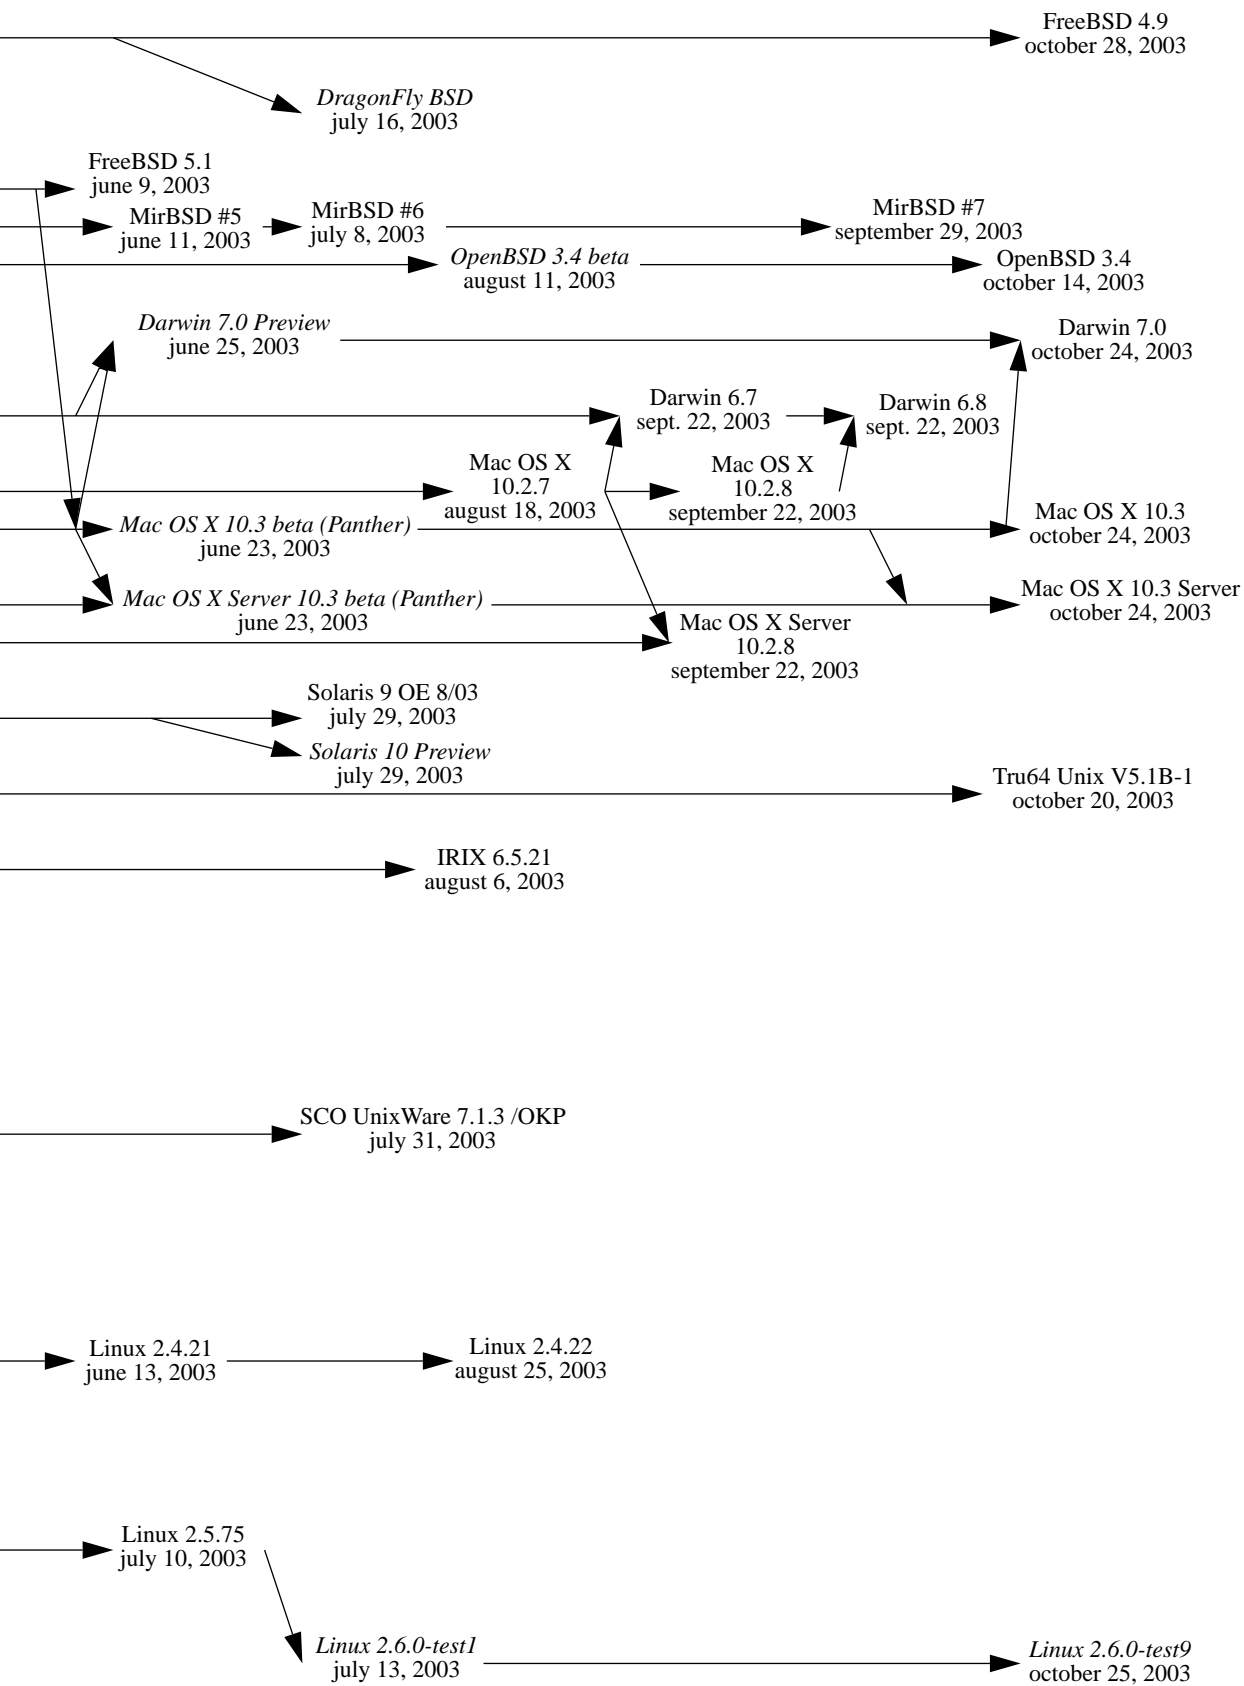 FreeBSD 4.9
october 28, 2003
DragonFly BSD
july 16, 2003
FreeBSD 5.1
june 9, 2003
MirBSD #5
june 11, 2003
MirBSD #6
july 8, 2003
MirBSD #7
september 29, 2003
OpenBSD 3.4 beta
august 11, 2003
OpenBSD 3.4
october 14, 2003
Darwin 7.0 Preview
june 25, 2003
Darwin 7.0
october 24, 2003
Darwin 6.7
sept. 22, 2003
Darwin 6.8
sept. 22, 2003
Mac OS X
10.2.7
august 18, 2003
Mac OS X
10.2.8
september 22, 2003
Mac OS X 10.3 beta (Panther)
june 23, 2003
Mac OS X 10.3
october 24, 2003
Mac OS X Server 10.3 beta (Panther)
june 23, 2003
Mac OS X 10.3 Server
october 24, 2003
Mac OS X Server
10.2.8
september 22, 2003
Solaris 9 OE 8/03
july 29, 2003
Solaris 10 Preview
july 29, 2003
Tru64 Unix V5.1B-1
october 20, 2003
IRIX 6.5.21
august 6, 2003
SCO UnixWare 7.1.3 /OKP
july 31, 2003
Linux 2.4.21
june 13, 2003
Linux 2.4.22
august 25, 2003
Linux 2.5.75
july 10, 2003
Linux 2.6.0-test1
july 13, 2003
Linux 2.6.0-test9
october 25, 2003